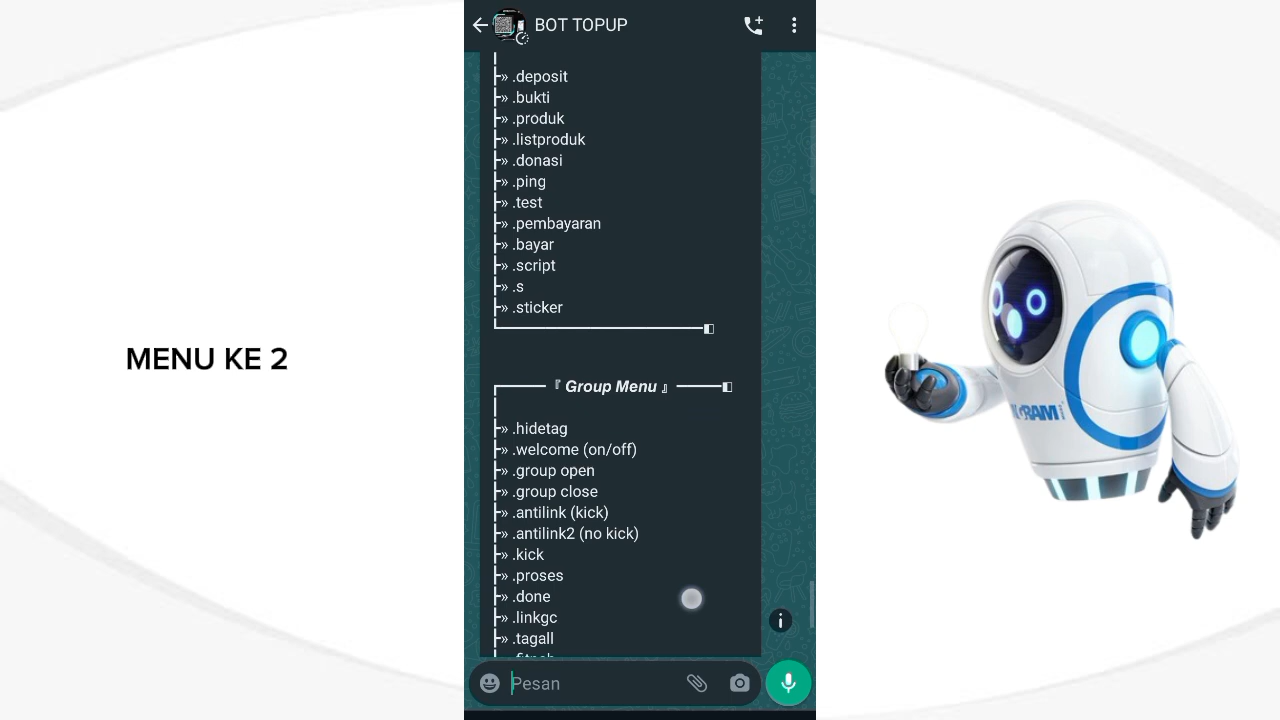 BOT TOPUP
.deposit
.bukti
.produk
.listproduk
.donasi
.ping
.test
.pembayaran
.bayar
.script
.s
.sticker
『 Group Menu 』
.hidetag
.welcome (on/off)
.group open
.group close
.antilink (kick)
.antilink2 (no kick)
.kick
.proses
.done
.linkgc
.tagall
Pesan
MENU KE 2